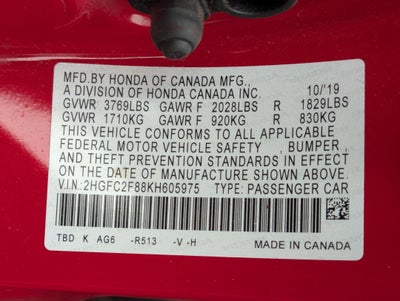 MFD.BY HONDA OF CANADA MFG.,
A DIVISION OF HONDA CANADA INC. 10/'19
GVWR 3769LBS GAWR F 2028LBS R 1829LBS
GVWR 1710KG GAWR F 920KG R 830KG
THIS VEHICLE CONFORMS TO ALL APPLICABLE
FEDERAL MOTOR VEHICLE SAFETY , BUMPER ,
AND THEFT PREVENTION STANDARDS IN EFFECT
ON THE DATE OF MANUFACTURE SHOWN ABOVE.
V.I.N.: 2HGFC2F88KH605975 TYPE: PASSENGER CAR
TBD K AG6 -R513 -V -H MADE IN CANADA